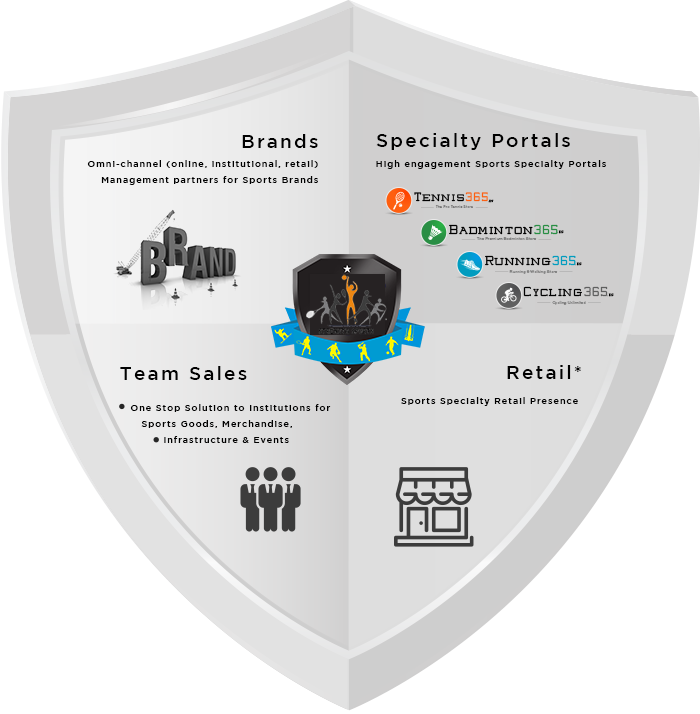 Brands
Omni-channel (online, institutional, retail)
Management partners for Sports Brands
BRAND
Specialty Portals
High engagement Sports Specialty Portals
TENNIS365
The Pro Tennis Store
BADMINTON365
The Premium Badminton Store
RUNNING365
Running & Walking Store
CYCLING365
Cycling Unlimited
Team Sales
• One Stop Solution to Institutions for
Sports Goods, Merchandise,
• Infrastructure & Events
Retail*
Sports Specialty Retail Presence